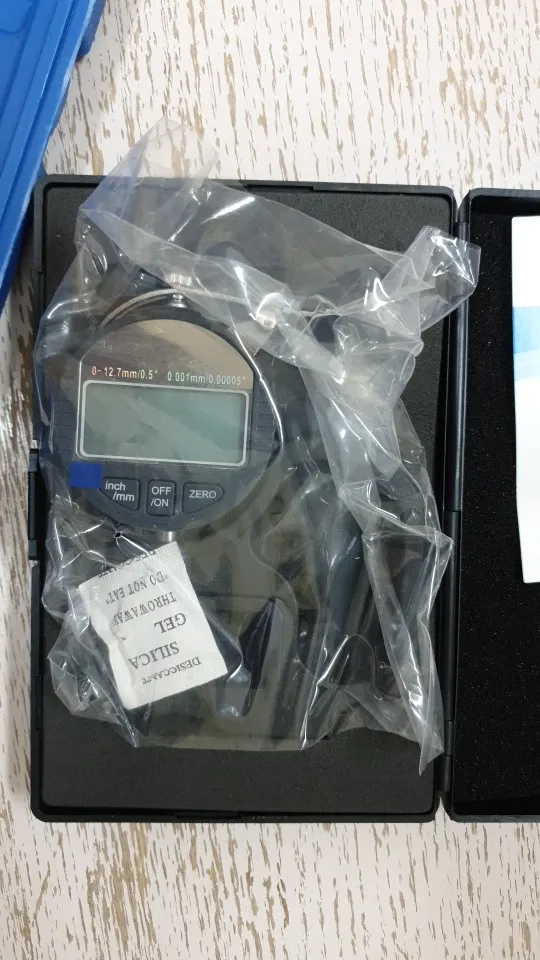 0-12.7mm/0.5" 0.001mm/0.00005"
inch
/mm
OFF
/ON
ZERO
DESICCANT
SILICA
GEL
THROWAWAY
"DO NOT EAT"